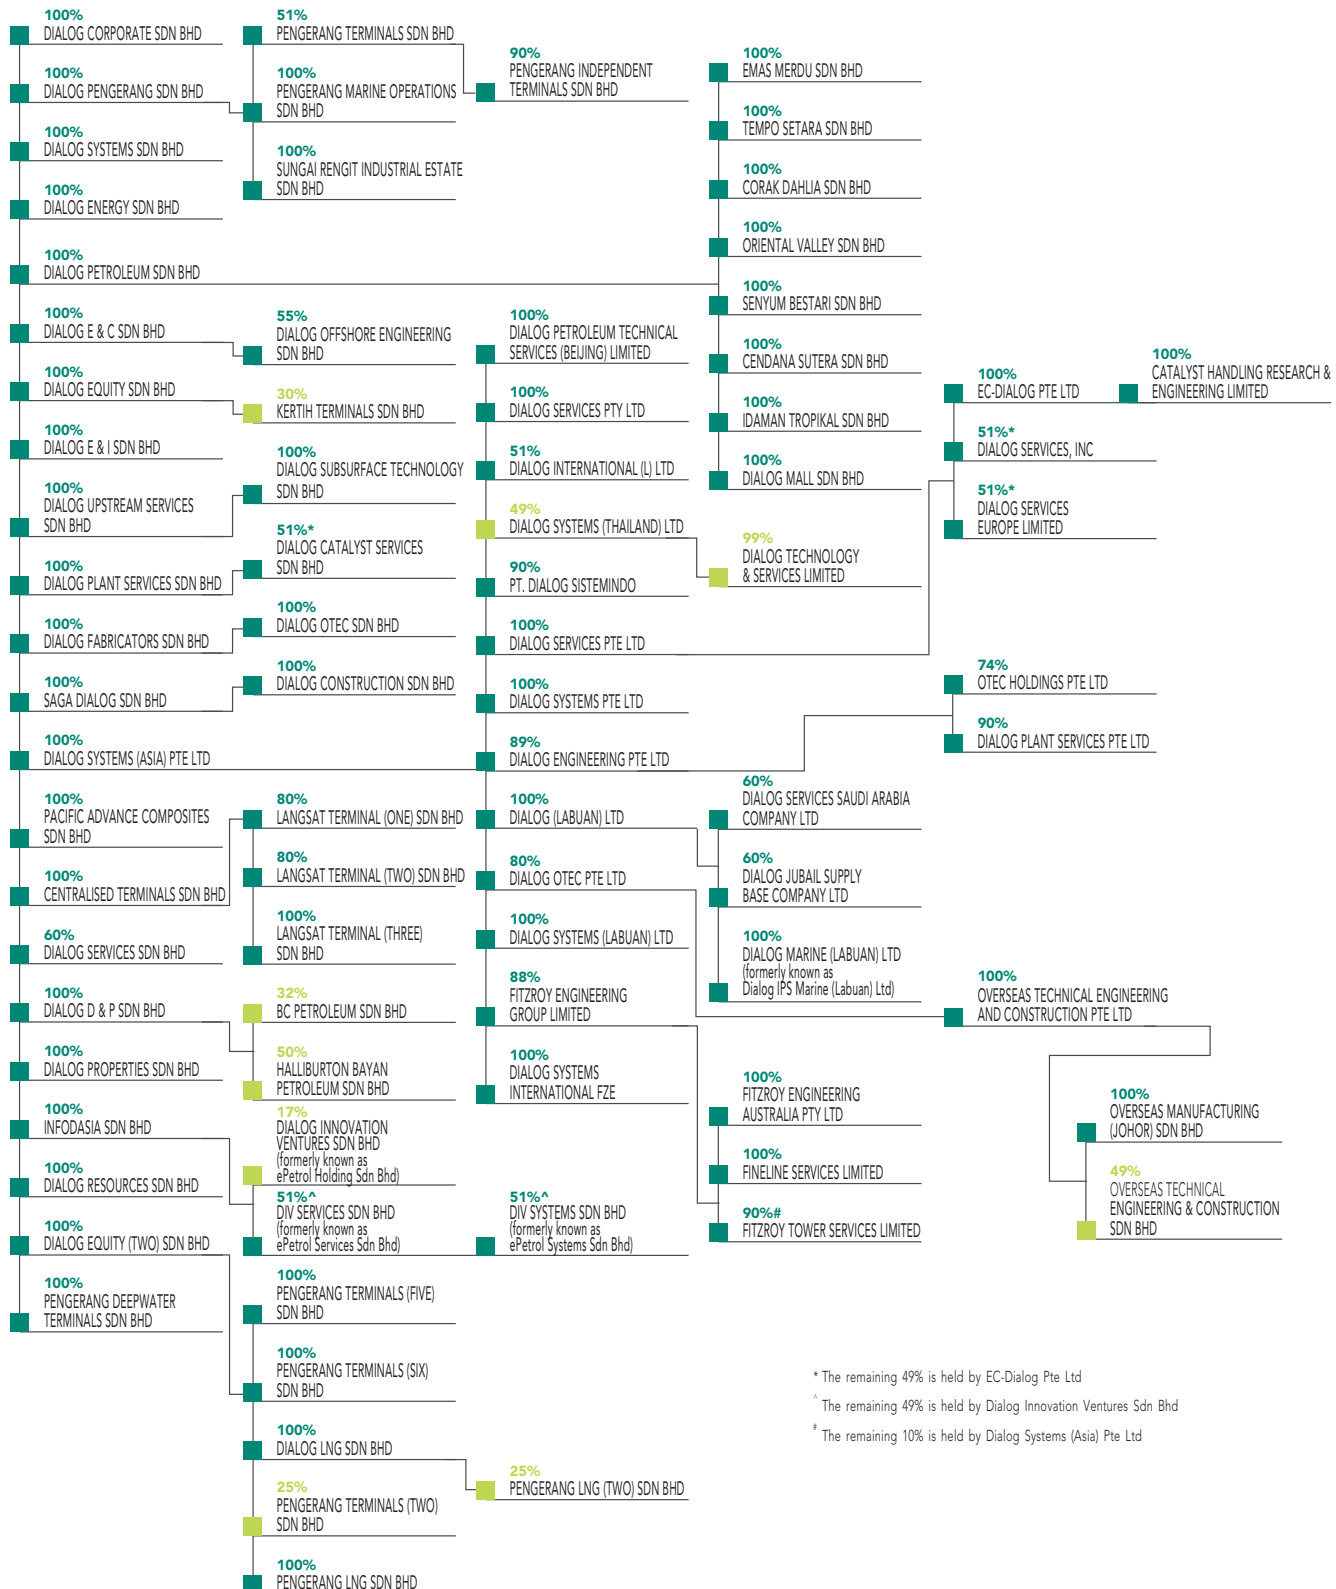 100%
DIALOG CORPORATE SDN BHD
100%
DIALOG PENGERANG SDN BHD
100%
DIALOG SYSTEMS SDN BHD
100%
DIALOG ENERGY SDN BHD
100%
DIALOG PETROLEUM SDN BHD
100%
DIALOG E & C SDN BHD
100%
DIALOG EQUITY SDN BHD
100%
DIALOG E & I SDN BHD
100%
DIALOG UPSTREAM SERVICES
SDN BHD
100%
DIALOG PLANT SERVICES SDN BHD
100%
DIALOG FABRICATORS SDN BHD
100%
SAGA DIALOG SDN BHD
100%
DIALOG SYSTEMS (ASIA) PTE LTD
100%
PACIFIC ADVANCE COMPOSITES
SDN BHD
100%
CENTRALISED TERMINALS SDN BHD
60%
DIALOG SERVICES SDN BHD
100%
DIALOG D & P SDN BHD
100%
DIALOG PROPERTIES SDN BHD
100%
INFODASIA SDN BHD
100%
DIALOG RESOURCES SDN BHD
100%
DIALOG EQUITY (TWO) SDN BHD
100%
PENGERANG DEEPWATER
TERMINALS SDN BHD
51%
PENGERANG TERMINALS SDN BHD
100%
PENGERANG MARINE OPERATIONS
SDN BHD
100%
SUNGAI RENGIT INDUSTRIAL ESTATE
SDN BHD
55%
DIALOG OFFSHORE ENGINEERING
SDN BHD
30%
KERTIH TERMINALS SDN BHD
100%
DIALOG SUBSURFACE TECHNOLOGY
SDN BHD
51%*
DIALOG CATALYST SERVICES
SDN BHD
100%
DIALOG OTEC SDN BHD
100%
DIALOG CONSTRUCTION SDN BHD
80%
LANGSAT TERMINAL (ONE) SDN BHD
80%
LANGSAT TERMINAL (TWO) SDN BHD
100%
LANGSAT TERMINAL (THREE)
SDN BHD
32%
BC PETROLEUM SDN BHD
50%
HALLIBURTON BAYAN
PETROLEUM SDN BHD
17%
DIALOG INNOVATION
VENTURES SDN BHD
(formerly known as
ePetrol Holding Sdn Bhd)
51%^
DIV SERVICES SDN BHD
(formerly known as
ePetrol Services Sdn Bhd)
100%
PENGERANG TERMINALS (FIVE)
SDN BHD
100%
PENGERANG TERMINALS (SIX)
SDN BHD
100%
DIALOG LNG SDN BHD
25%
PENGERANG TERMINALS (TWO)
SDN BHD
100%
PENGERANG LNG SDN BHD
90%
PENGERANG INDEPENDENT
TERMINALS SDN BHD
100%
DIALOG PETROLEUM TECHNICAL
SERVICES (BEIJING) LIMITED
100%
DIALOG SERVICES PTY LTD
51%
DIALOG INTERNATIONAL (L) LTD
49%
DIALOG SYSTEMS (THAILAND) LTD
90%
PT. DIALOG SISTEMINDO
100%
DIALOG SERVICES PTE LTD
100%
DIALOG SYSTEMS PTE LTD
89%
DIALOG ENGINEERING PTE LTD
100%
DIALOG (LABUAN) LTD
80%
DIALOG OTEC PTE LTD
100%
DIALOG SYSTEMS (LABUAN) LTD
88%
FITZROY ENGINEERING
GROUP LIMITED
100%
DIALOG SYSTEMS
INTERNATIONAL FZE
51%^
DIV SYSTEMS SDN BHD
(formerly known as
ePetrol Systems Sdn Bhd)
25%
PENGERANG LNG (TWO) SDN BHD
100%
EMAS MERDU SDN BHD
100%
TEMPO SETARA SDN BHD
100%
CORAK DAHLIA SDN BHD
100%
ORIENTAL VALLEY SDN BHD
100%
SENYUM BESTARI SDN BHD
100%
CENDANA SUTERA SDN BHD
100%
IDAMAN TROPIKAL SDN BHD
100%
DIALOG MALL SDN BHD
99%
DIALOG TECHNOLOGY
& SERVICES LIMITED
60%
DIALOG SERVICES SAUDI ARABIA
COMPANY LTD
60%
DIALOG JUBAIL SUPPLY
BASE COMPANY LTD
100%
DIALOG MARINE (LABUAN) LTD
(formerly known as
Dialog IPS Marine (Labuan) Ltd)
100%
FITZROY ENGINEERING
AUSTRALIA PTY LTD
100%
FINELINE SERVICES LIMITED
90%#
FITZROY TOWER SERVICES LIMITED
100%
EC-DIALOG PTE LTD
51%*
DIALOG SERVICES, INC
51%*
DIALOG SERVICES
EUROPE LIMITED
74%
OTEC HOLDINGS PTE LTD
90%
DIALOG PLANT SERVICES PTE LTD
100%
OVERSEAS TECHNICAL ENGINEERING
AND CONSTRUCTION PTE LTD
100%
CATALYST HANDLING RESEARCH &
ENGINEERING LIMITED
100%
OVERSEAS MANUFACTURING
(JOHOR) SDN BHD
49%
OVERSEAS TECHNICAL
ENGINEERING & CONSTRUCTION
SDN BHD
* The remaining 49% is held by EC-Dialog Pte Ltd
^ The remaining 49% is held by Dialog Innovation Ventures Sdn Bhd
# The remaining 10% is held by Dialog Systems (Asia) Pte Ltd